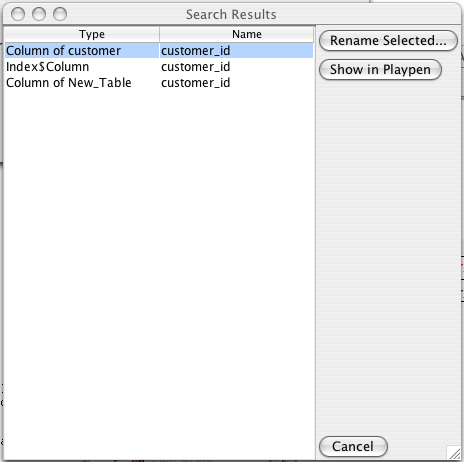 Search Results
Type Name
Column of customer customer_id
Index$Column customer_id
Column of New_Table customer_id
Rename Selected...
Show in Playpen
Cancel